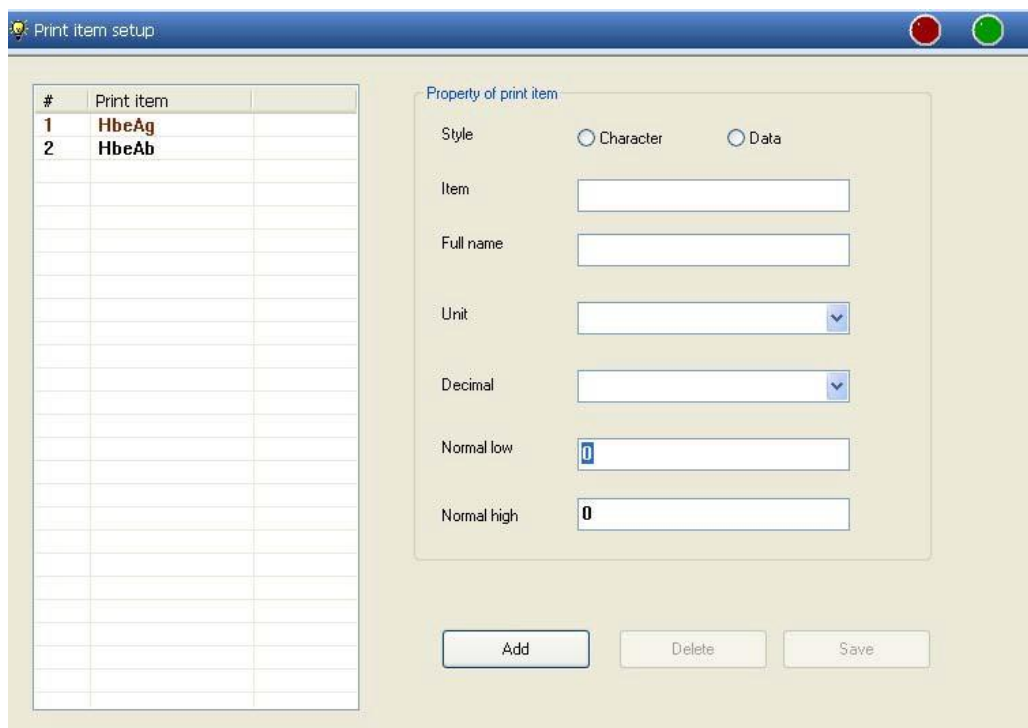 Print item setup
# Print item
1 HbeAg
2 HbeAb
Property of print item
Style Character Data
Item
Full name
Unit
Decimal
Normal low 0
Normal high 0
Add Delete Save